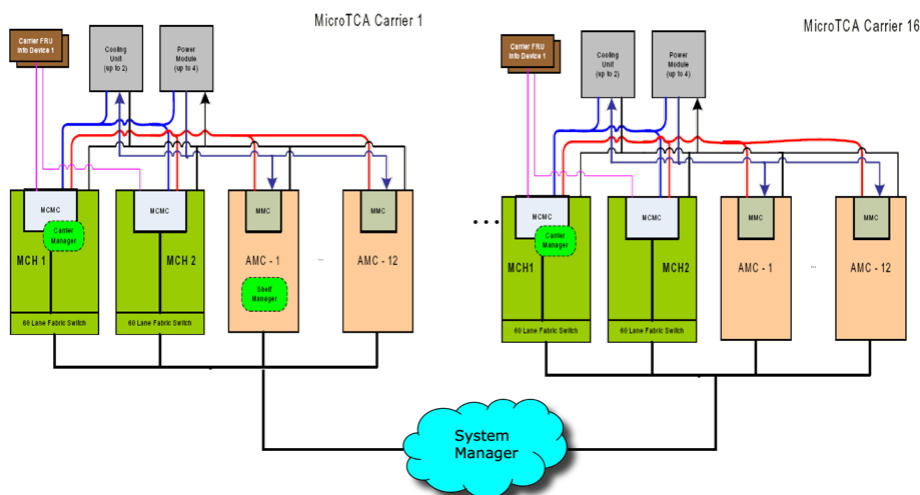 MicroTCA Carrier 1
Carrier FRU
Info Device 1
Cooling
Unit
(up to 2)
Power
Module
(up to 4)
MCMC
Carrier
Manager
MCH 1
60 Lane Fabric Switch
MCMC
MCH 2
60 Lane Fabric Switch
MMC
AMC - 1
Shelf
Manager
...
MMC
AMC - 12
...
MicroTCA Carrier 16
Carrier FRU
Info Device 1
Cooling
Unit
(up to 2)
Power
Module
(up to 4)
MCMC
Carrier
Manager
MCH1
60 Lane Fabric Switch
MCMC
MCH2
60 Lane Fabric Switch
MMC
AMC - 1
...
MMC
AMC - 12
System
Manager